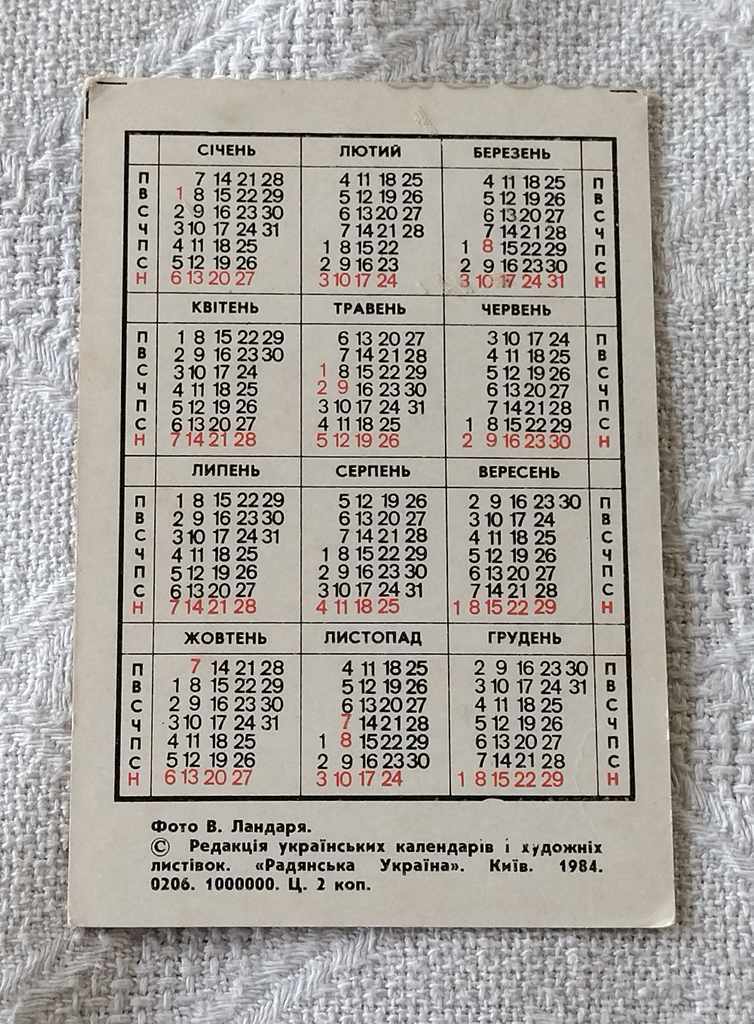 СІЧЕНЬ ЛЮТИЙ БЕРЕЗЕНЬ
П 7 14 21 28 4 11 18 25 4 11 18 25 П
В 1 8 15 22 29 5 12 19 26 5 12 19 26 В
С 2 9 16 23 30 6 13 20 27 6 13 20 27 С
Ч 3 10 17 24 31 7 14 21 28 7 14 21 28 Ч
П 4 11 18 25 1 8 15 22 1 8 15 22 29 П
С 5 12 19 26 2 9 16 23 2 9 16 23 30 С
Н 6 13 20 27 3 10 17 24 3 10 17 24 31 Н
КВІТЕНЬ ТРАВЕНЬ ЧЕРВЕНЬ
П 1 8 15 22 29 6 13 20 27 3 10 17 24 П
В 2 9 16 23 30 7 14 21 28 4 11 18 25 В
С 3 10 17 24 1 8 15 22 29 5 12 19 26 С
Ч 4 11 18 25 2 9 16 23 30 6 13 20 27 Ч
П 5 12 19 26 3 10 17 24 31 7 14 21 28 П
С 6 13 20 27 4 11 18 25 1 8 15 22 29 С
Н 7 14 21 28 5 12 19 26 2 9 16 23 30 Н
ЛИПЕНЬ СЕРПЕНЬ ВЕРЕСЕНЬ
П 1 8 15 22 29 5 12 19 26 2 9 16 23 30 П
В 2 9 16 23 30 6 13 20 27 3 10 17 24 В
С 3 10 17 24 31 7 14 21 28 4 11 18 25 С
Ч 4 11 18 25 1 8 15 22 29 5 12 19 26 Ч
П 5 12 19 26 2 9 16 23 30 6 13 20 27 П
С 6 13 20 27 3 10 17 24 31 7 14 21 28 С
Н 7 14 21 28 4 11 18 25 1 8 15 22 29 Н
ЖОВТЕНЬ ЛИСТОПАД ГРУДЕНЬ
П 7 14 21 28 4 11 18 25 2 9 16 23 30 П
В 1 8 15 22 29 5 12 19 26 3 10 17 24 31 В
С 2 9 16 23 30 6 13 20 27 4 11 18 25 С
Ч 3 10 17 24 31 7 14 21 28 5 12 19 26 Ч
П 4 11 18 25 1 8 15 22 29 6 13 20 27 П
С 5 12 19 26 2 9 16 23 30 7 14 21 28 С
Н 6 13 20 27 3 10 17 24 1 8 15 22 29 Н
Фото В. Ландаря.
© Редакція українських календарів і художніх
листівок. «Радянська Україна». Київ. 1984.
0206. 1000000. Ц. 2 коп.